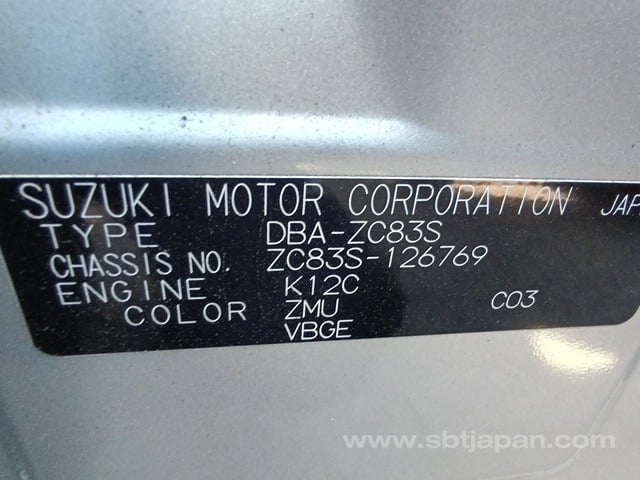 SUZUKI MOTOR CORPORATION JAP
TYPE DBA-ZC83S
CHASSIS NO. ZC83S-126769
ENGINE K12C
COLOR ZMU C03
VBGE
www.sbtjapan.com